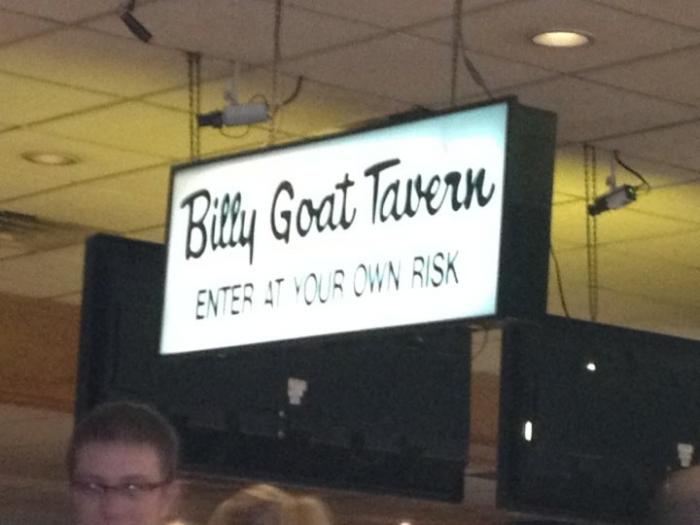 Billy Goat Tavern
ENTER AT YOUR OWN RISK